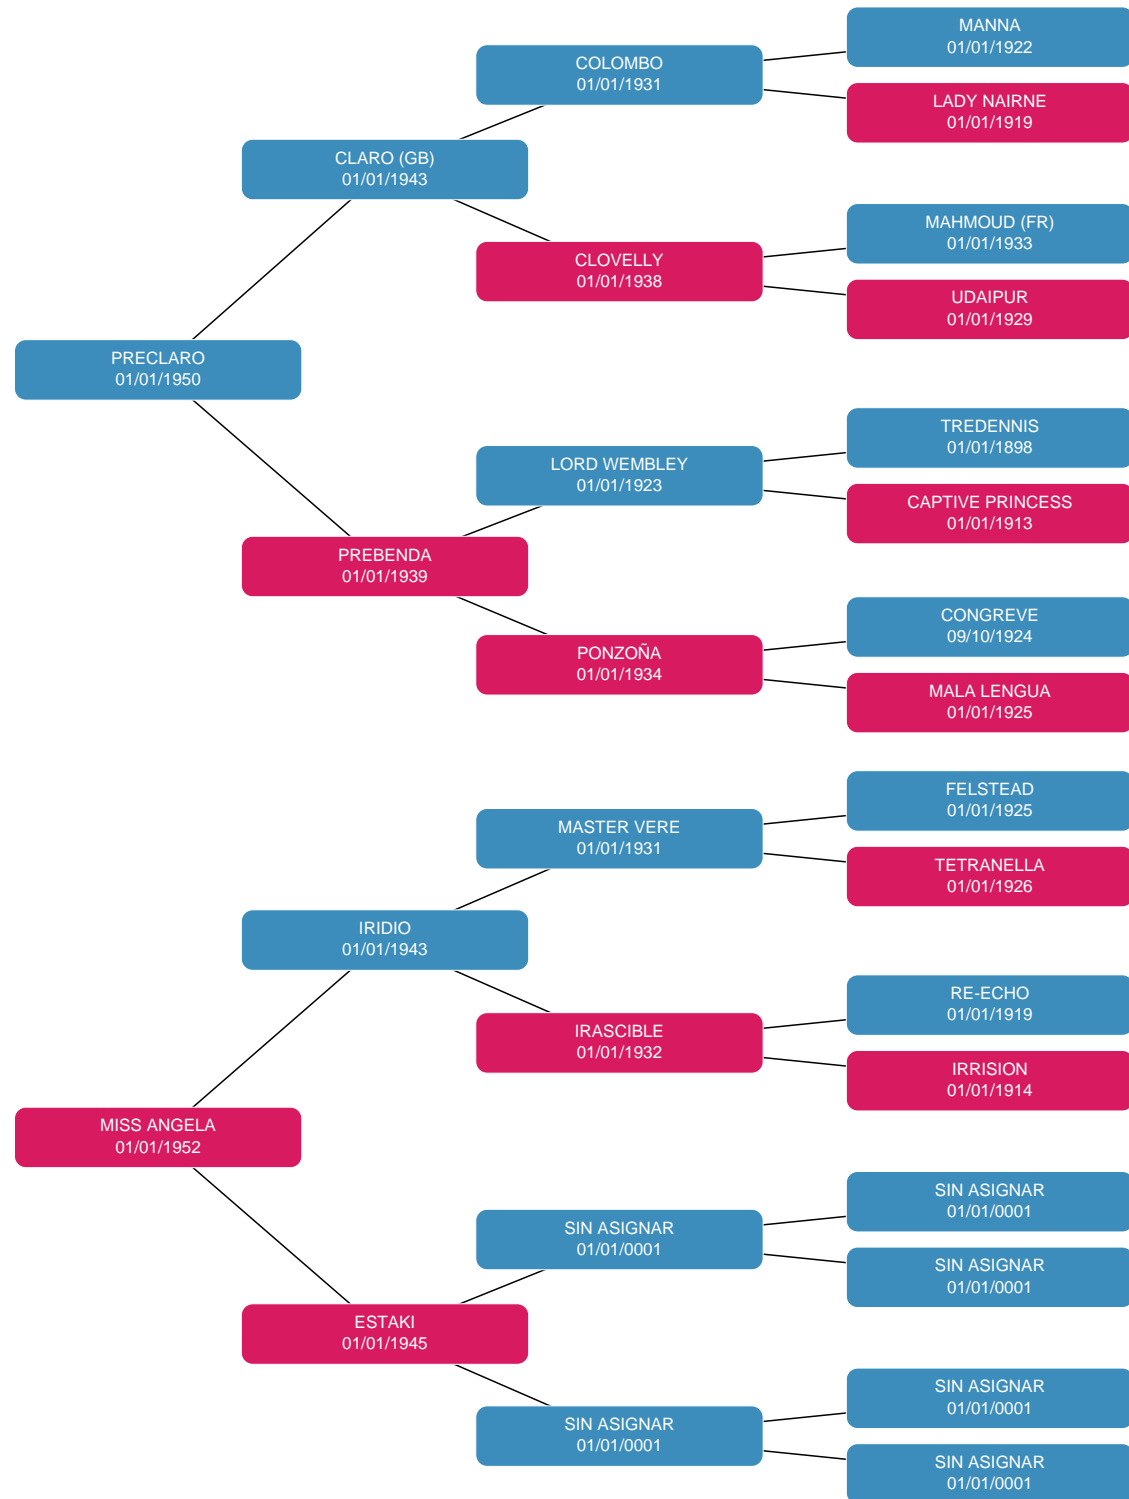 MANNA
01/01/1922
COLOMBO
01/01/1931
LADY NAIRNE
01/01/1919
CLARO (GB)
01/01/1943
MAHMOUD (FR)
01/01/1933
CLOVELLY
01/01/1938
UDAIPUR
01/01/1929
PRECLARO
01/01/1950
TREDENNIS
01/01/1898
LORD WEMBLEY
01/01/1923
CAPTIVE PRINCESS
01/01/1913
PREBENDA
01/01/1939
CONGREVE
09/10/1924
PONZOÑA
01/01/1934
MALA LENGUA
01/01/1925
FELSTEAD
01/01/1925
MASTER VERE
01/01/1931
TETRANELLA
01/01/1926
IRIDIO
01/01/1943
RE-ECHO
01/01/1919
IRASCIBLE
01/01/1932
IRRISION
01/01/1914
MISS ANGELA
01/01/1952
SIN ASIGNAR
01/01/0001
SIN ASIGNAR
01/01/0001
SIN ASIGNAR
01/01/0001
ESTAKI
01/01/1945
SIN ASIGNAR
01/01/0001
SIN ASIGNAR
01/01/0001
SIN ASIGNAR
01/01/0001